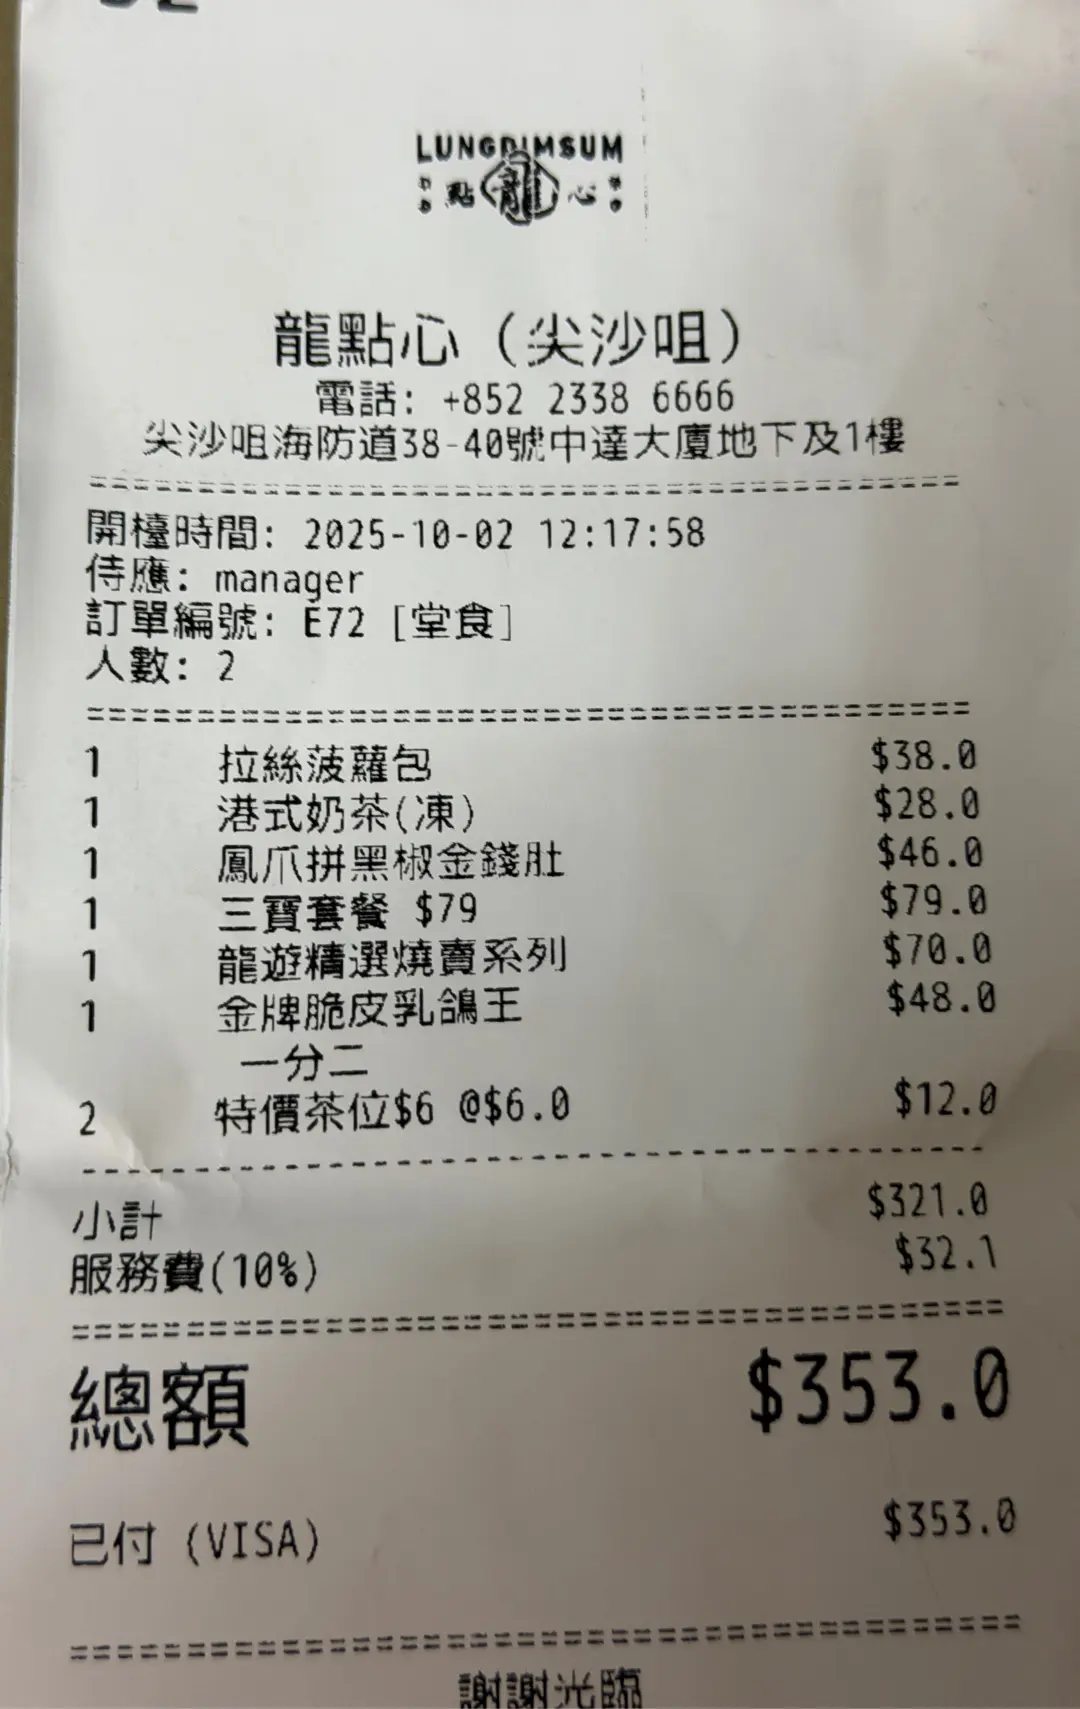 LUNGDIMSUM
點 龍 心
龍點心（尖沙咀）
電話: +852 2338 6666
尖沙咀海防道38-40號中達大廈地下及1樓
開檯時間: 2025-10-02 12:17:58
侍應: manager
訂單編號: E72 [堂食]
人數: 2
1 拉絲菠蘿包 $38.0
1 港式奶茶(凍) $28.0
1 鳳爪拼黑椒金錢肚 $46.0
1 三寶套餐 $79 $79.0
1 龍遊精選燒賣系列 $70.0
1 金牌脆皮乳鴿王 $48.0
一分二
2 特價茶位$6 @$6.0 $12.0
小計 $321.0
服務費(10%) $32.1
總額 $353.0
已付 (VISA) $353.0
謝謝光臨